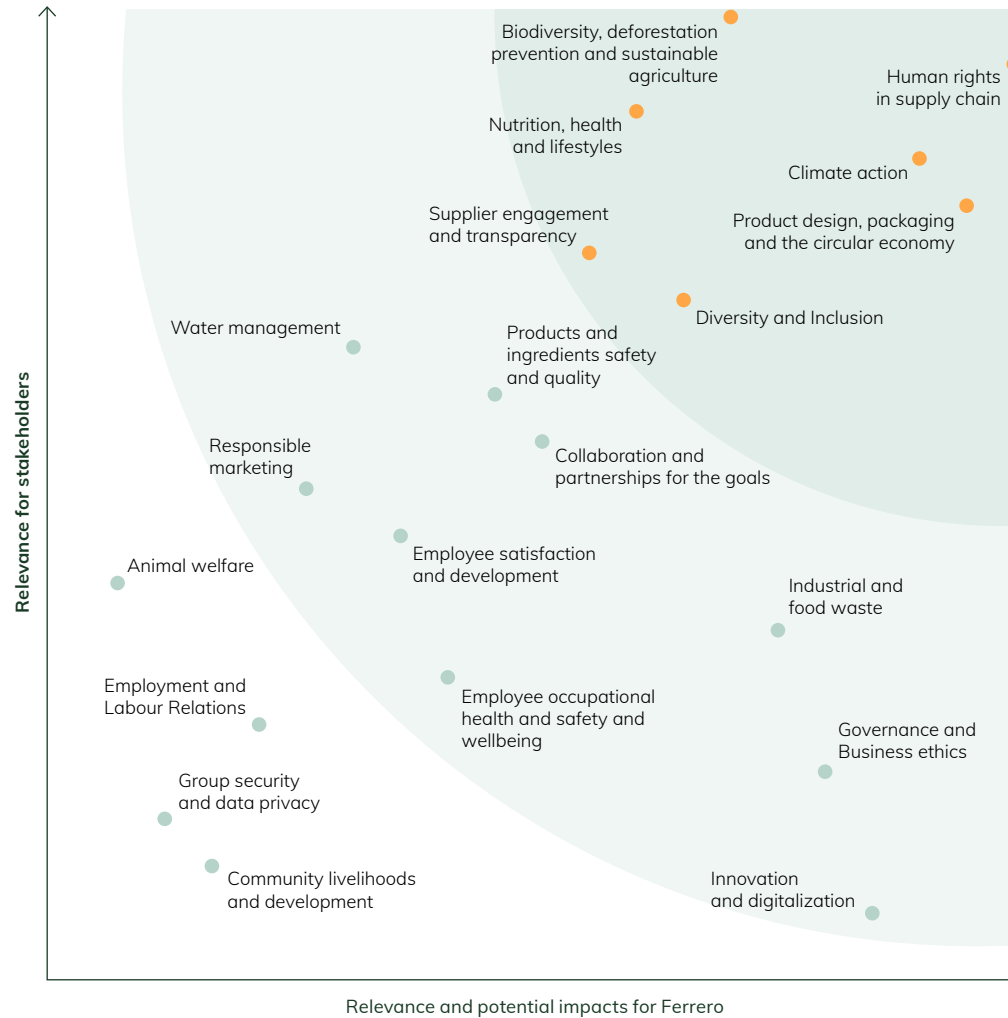 Biodiversity, deforestation
prevention and sustainable
agriculture
Human rights
in supply chain
Nutrition, health
and lifestyles
Climate action
Supplier engagement
and transparency
Product design, packaging
and the circular economy
Diversity and Inclusion
Water management
Products and
ingredients safety
and quality
Responsible
marketing
Collaboration and
partnerships for the goals
Employee satisfaction
and development
Animal welfare
Industrial and
food waste
Employment and
Labour Relations
Employee occupational
health and safety and
wellbeing
Governance and
Business ethics
Group security
and data privacy
Community livelihoods
and development
Innovation
and digitalization
Relevance for stakeholders
Relevance and potential impacts for Ferrero